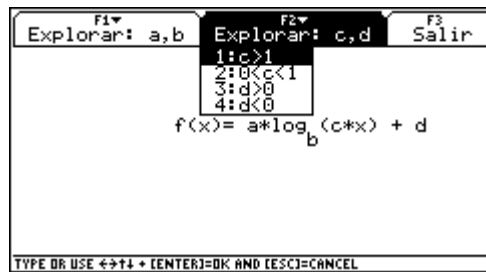 F1▾ F2▾ F3
Explorar: a,b Explorar: c,d Salir
1:c>1
2:0<c<1
3:d>0
4:d<0
f(x)= a*log_b(c*x) + d
TYPE OR USE ←→↑↓ + [ENTER]=OK AND [ESC]=CANCEL